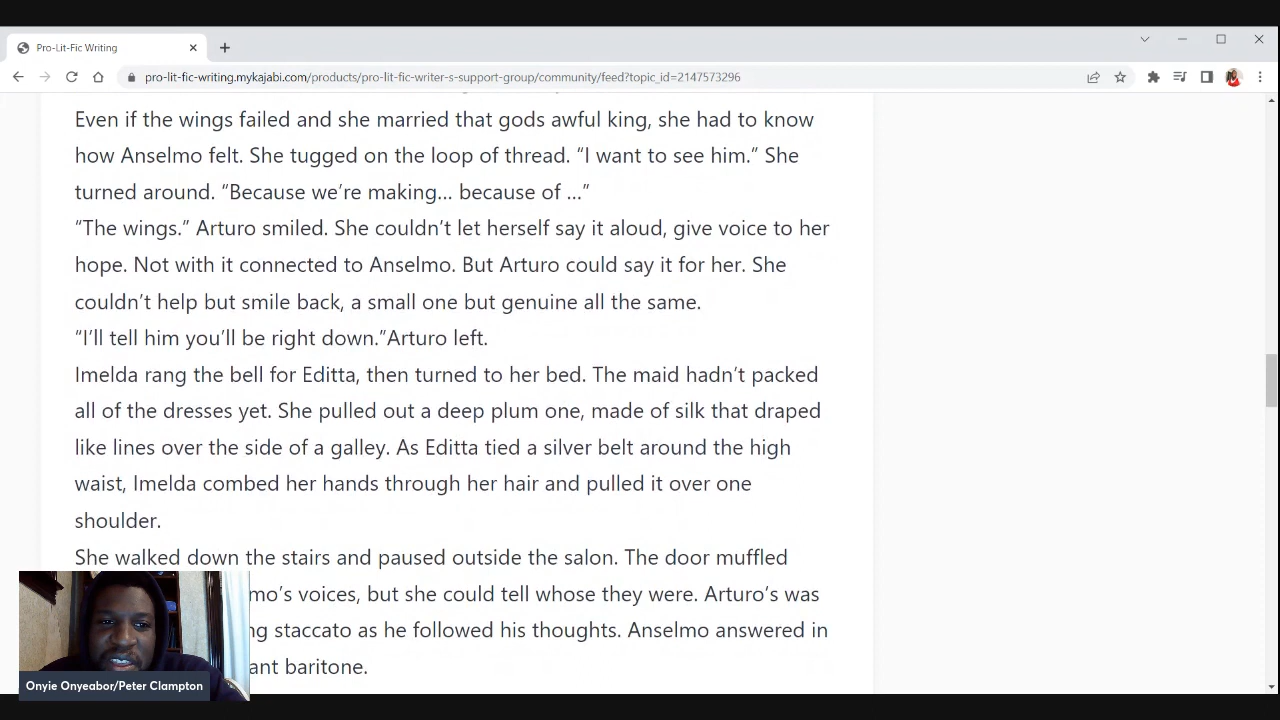 Pro-Lit-Fic Writing
pro-lit-fic-writing.mykajabi.com/products/pro-lit-fic-writer-s-support-group/community/feed?topic_id=2147573296
Even if the wings failed and she married that gods awful king, she had to know
how Anselmo felt. She tugged on the loop of thread. “I want to see him.” She
turned around. “Because we’re making… because of …”
“The wings.” Arturo smiled. She couldn’t let herself say it aloud, give voice to her
hope. Not with it connected to Anselmo. But Arturo could say it for her. She
couldn’t help but smile back, a small one but genuine all the same.
“I’ll tell him you’ll be right down.”Arturo left.
Imelda rang the bell for Editta, then turned to her bed. The maid hadn’t packed
all of the dresses yet. She pulled out a deep plum one, made of silk that draped
like lines over the side of a galley. As Editta tied a silver belt around the high
waist, Imelda combed her hands through her hair and pulled it over one
shoulder.
She walked down the stairs and paused outside the salon. The door muffled
mo’s voices, but she could tell whose they were. Arturo’s was
ng staccato as he followed his thoughts. Anselmo answered in
ant baritone.
Onyie Onyeabor/Peter Clampton